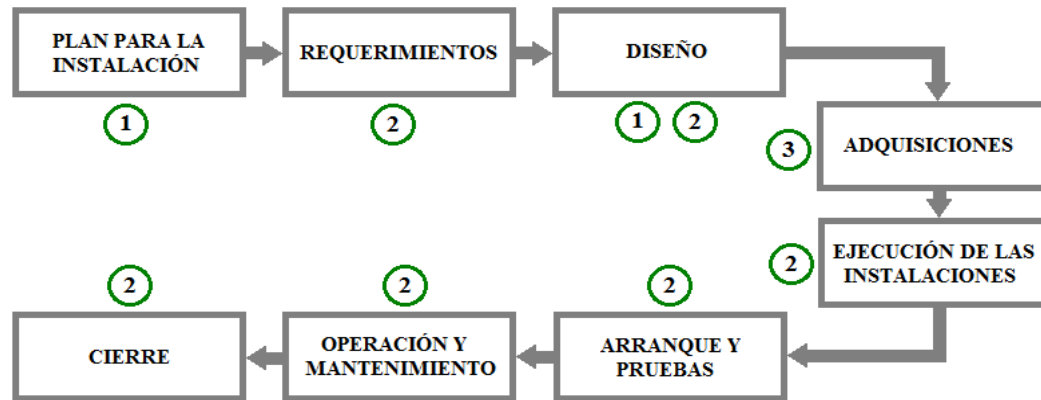 PLAN PARA LA
INSTALACIÓN
1
REQUERIMIENTOS
2
DISEÑO
1 2
ADQUISICIONES
3
EJECUCIÓN DE LAS
INSTALACIONES
2
ARRANQUE Y
PRUEBAS
2
OPERACIÓN Y
MANTENIMIENTO
2
CIERRE
2